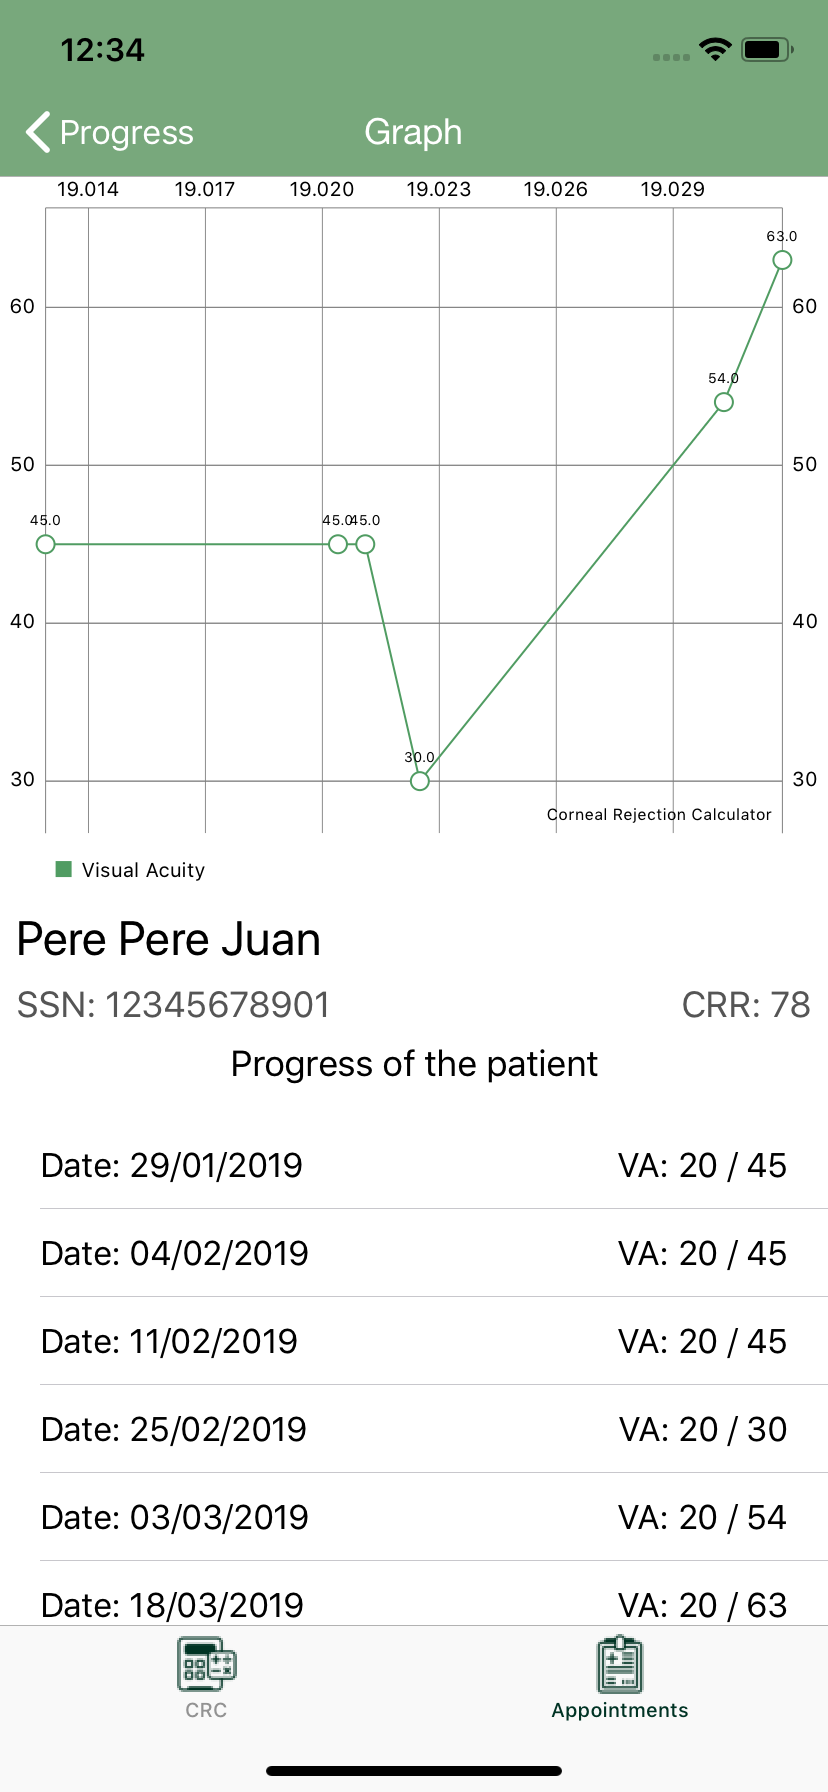 12:34
Progress Graph
19.014 19.017 19.020 19.023 19.026 19.029
63.0
60 60
54.0
50 50
45.0 45.0 45.0
40 40
30.0
30 30
Corneal Rejection Calculator
Visual Acuity
Pere Pere Juan
SSN: 12345678901 CRR: 78
Progress of the patient
Date: 29/01/2019 VA: 20 / 45
Date: 04/02/2019 VA: 20 / 45
Date: 11/02/2019 VA: 20 / 45
Date: 25/02/2019 VA: 20 / 30
Date: 03/03/2019 VA: 20 / 54
Date: 18/03/2019 VA: 20 / 63
CRC Appointments